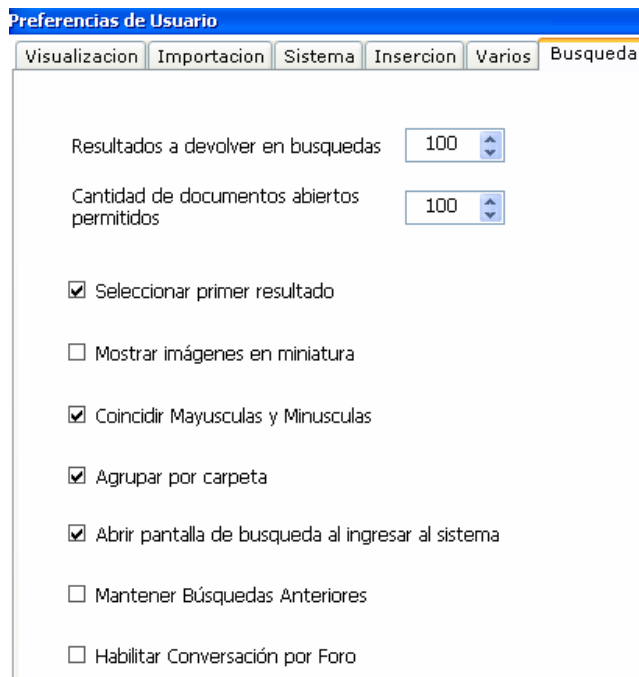 Preferencias de Usuario
Visualizacion Importacion Sistema Insercion Varios Busqueda
Resultados a devolver en busquedas 100
Cantidad de documentos abiertos
permitidos 100
Seleccionar primer resultado
Mostrar imágenes en miniatura
Coincidir Mayusculas y Minusculas
Agrupar por carpeta
Abrir pantalla de busqueda al ingresar al sistema
Mantener Búsquedas Anteriores
Habilitar Conversación por Foro